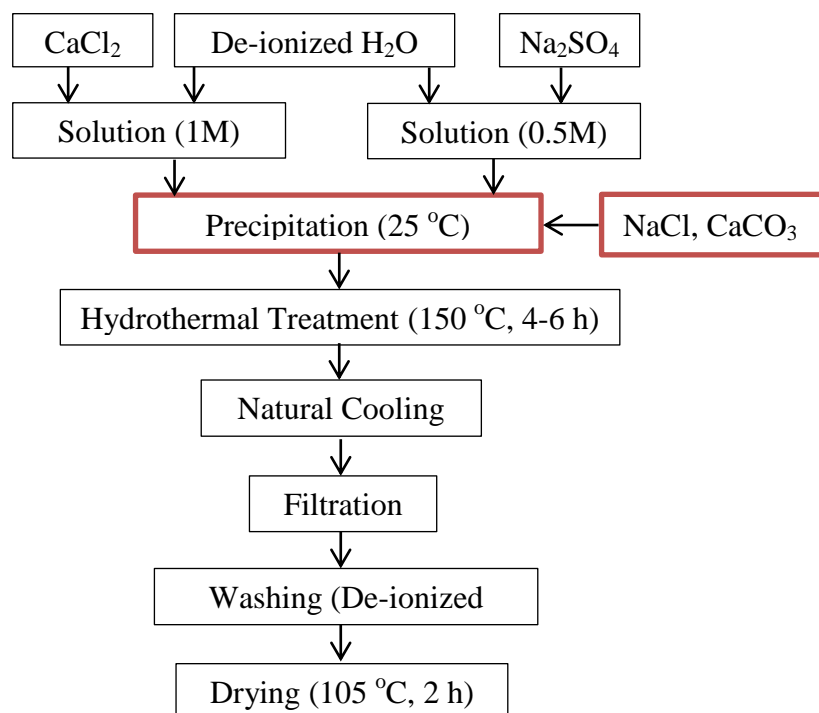 CaCl₂
De-ionized H₂O
Na₂SO₄
Solution (1M)
Solution (0.5M)
Precipitation (25 °C)
NaCl, CaCO₃
Hydrothermal Treatment (150 °C, 4-6 h)
Natural Cooling
Filtration
Washing (De-ionized
Drying (105 °C, 2 h)